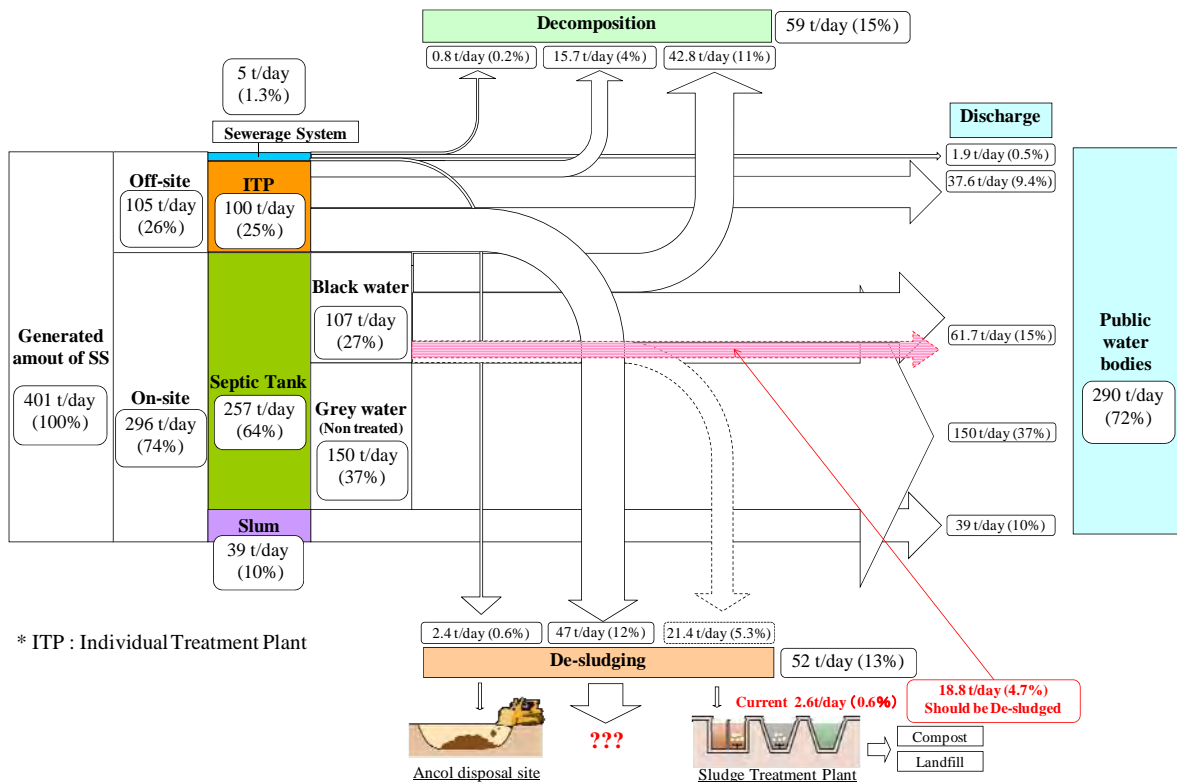 Decomposition
59 t/day (15%)
0.8 t/day (0.2%)
15.7 t/day (4%)
42.8 t/day (11%)
5 t/day
(1.3%)
Sewerage System
Discharge
1.9 t/day (0.5%)
37.6 t/day (9.4%)
Off-site
105 t/day
(26%)
ITP
100 t/day
(25%)
Generated
amout of SS
401 t/day
(100%)
On-site
296 t/day
(74%)
Septic Tank
257 t/day
(64%)
Black water
107 t/day
(27%)
Grey water
(Non treated)
150 t/day
(37%)
61.7 t/day (15%)
150 t/day (37%)
39 t/day (10%)
Public
water
bodies
290 t/day
(72%)
Slum
39 t/day
(10%)
* ITP : Individual Treatment Plant
2.4 t/day (0.6%)
47 t/day (12%)
21.4 t/day (5.3%)
De-sludging
52 t/day (13%)
Current 2.6t/day (0.6%)
18.8 t/day (4.7%)
Should be De-sludged
???
Ancol disposal site
Sludge Treatment Plant
Compost
Landfill